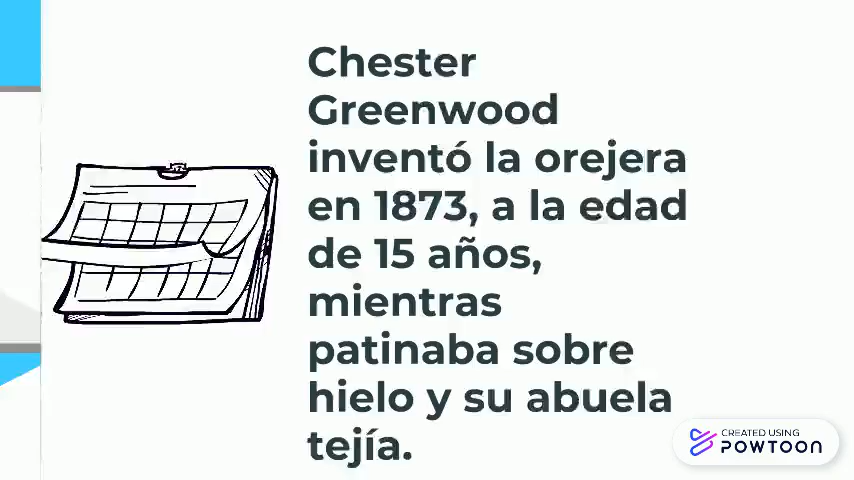 Chester
Greenwood
inventó la orejera
en 1873, a la edad
de 15 años,
mientras
patinaba sobre
hielo y su abuela
tejía.
CREATED USING
POWTOON